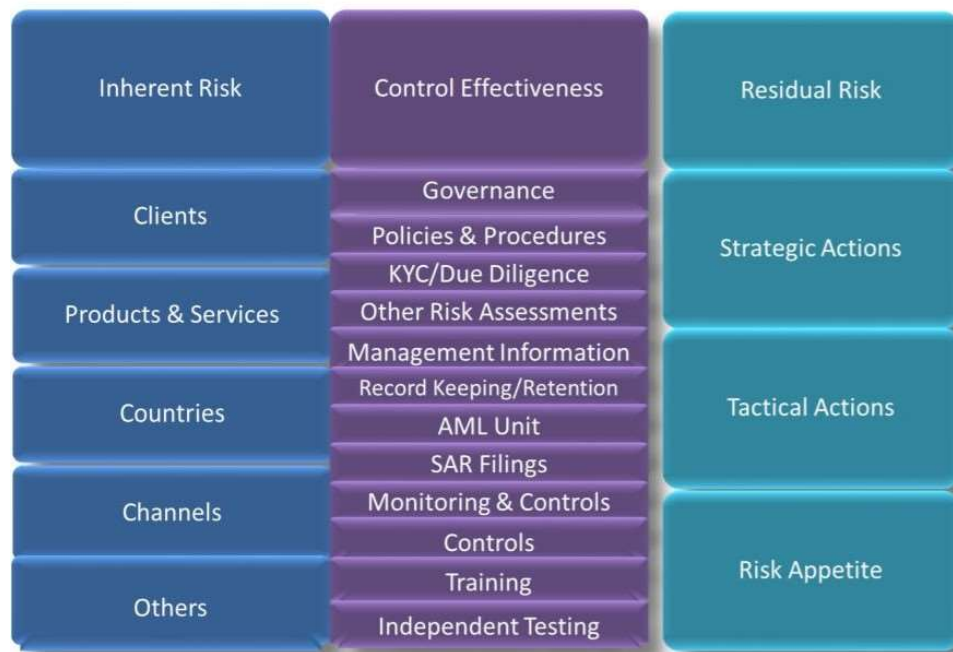 Inherent Risk
Clients
Products & Services
Countries
Channels
Others
Control Effectiveness
Governance
Policies & Procedures
KYC/Due Diligence
Other Risk Assessments
Management Information
Record Keeping/Retention
AML Unit
SAR Filings
Monitoring & Controls
Controls
Training
Independent Testing
Residual Risk
Strategic Actions
Tactical Actions
Risk Appetite